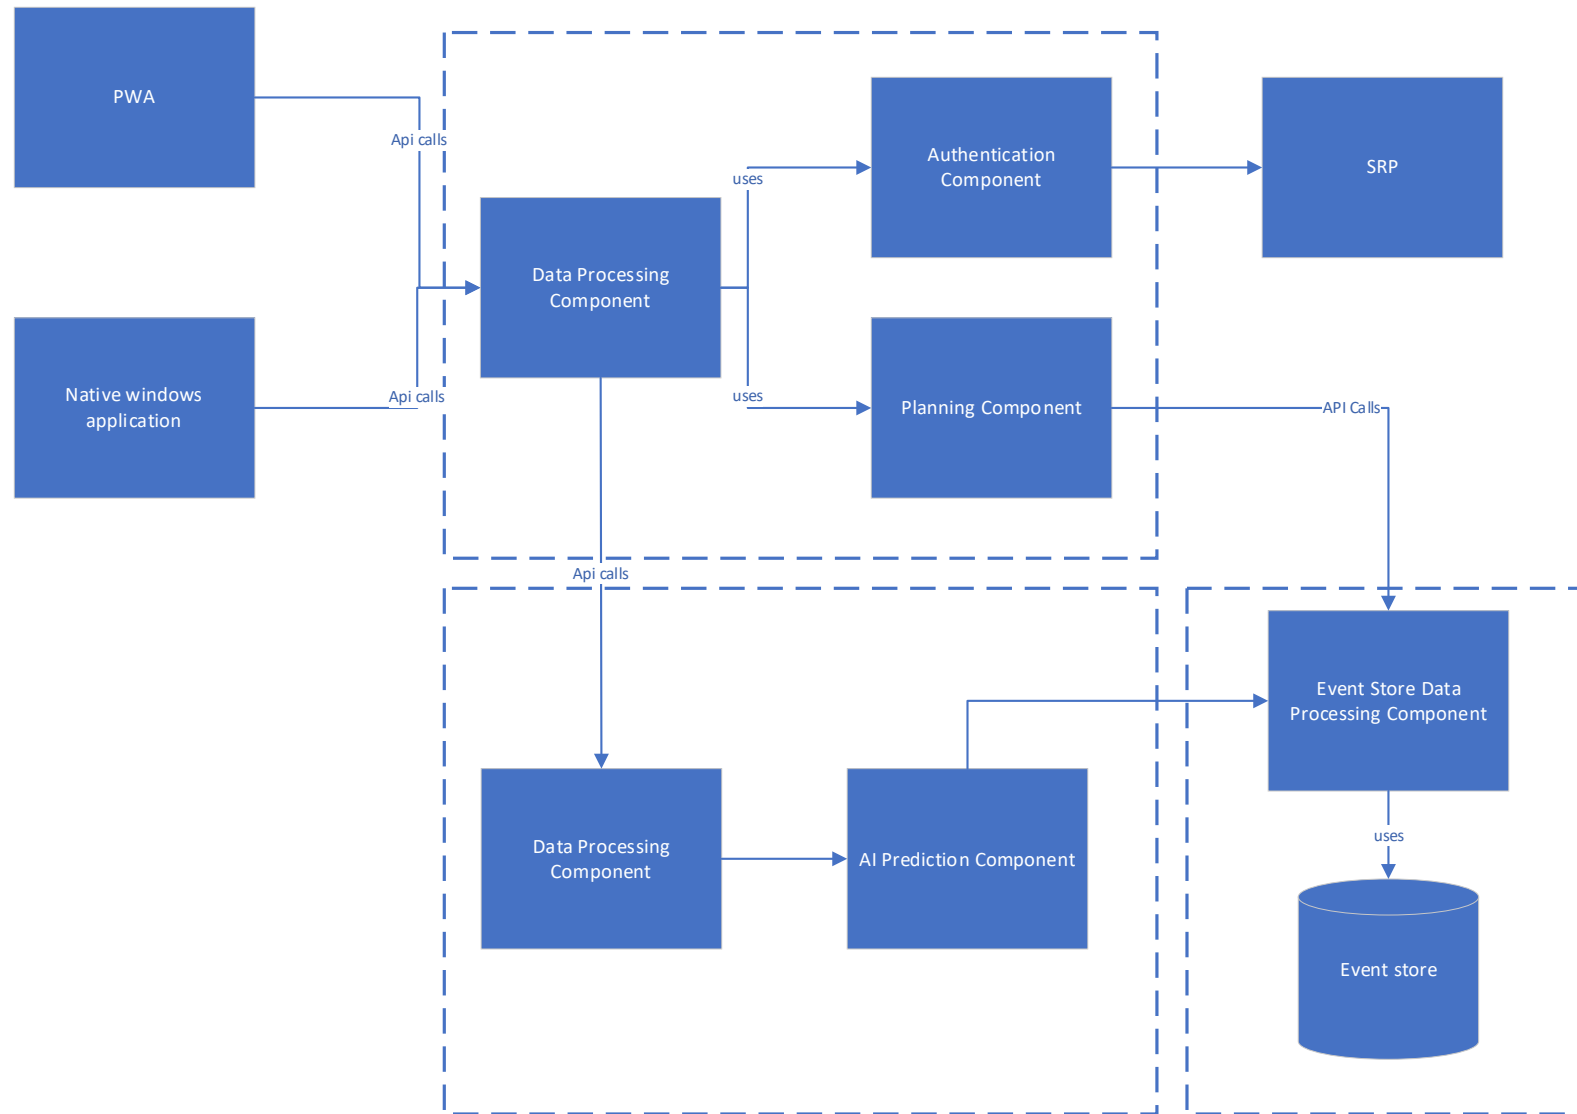 PWA
Api calls
Native windows
application
Api calls
Data Processing
Component
uses
uses
Authentication
Component
SRP
Planning Component
API Calls
Api calls
Data Processing
Component
AI Prediction Component
Event Store Data
Processing Component
uses
Event store